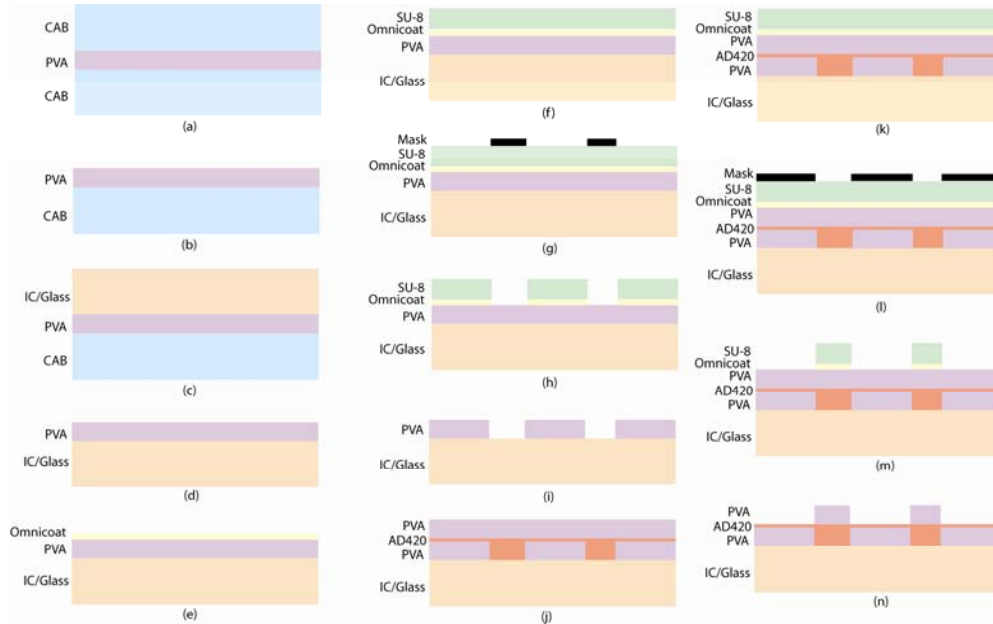 CAB
PVA
CAB
(a)
PVA
CAB
(b)
IC/Glass
PVA
CAB
(c)
PVA
IC/Glass
(d)
Omnicoat
PVA
IC/Glass
(e)
SU-8
Omnicoat
PVA
IC/Glass
(f)
Mask
SU-8
Omnicoat
PVA
IC/Glass
(g)
SU-8
Omnicoat
PVA
IC/Glass
(h)
PVA
IC/Glass
(i)
PVA
AD420
PVA
IC/Glass
(j)
SU-8
Omnicoat
PVA
AD420
PVA
IC/Glass
(k)
Mask
SU-8
Omnicoat
PVA
AD420
PVA
IC/Glass
(l)
SU-8
Omnicoat
PVA
AD420
PVA
IC/Glass
(m)
PVA
AD420
PVA
IC/Glass
(n)